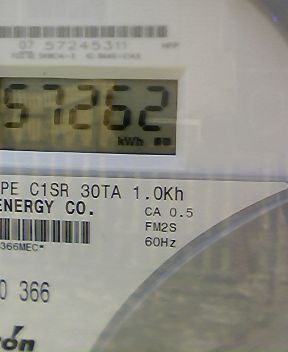 07 57245311
57262
kWh
PE C1SR 30TA 1.0Kh
ENERGY CO.
CA 0.5
FM2S
60Hz
366MEC*
0 366
rón